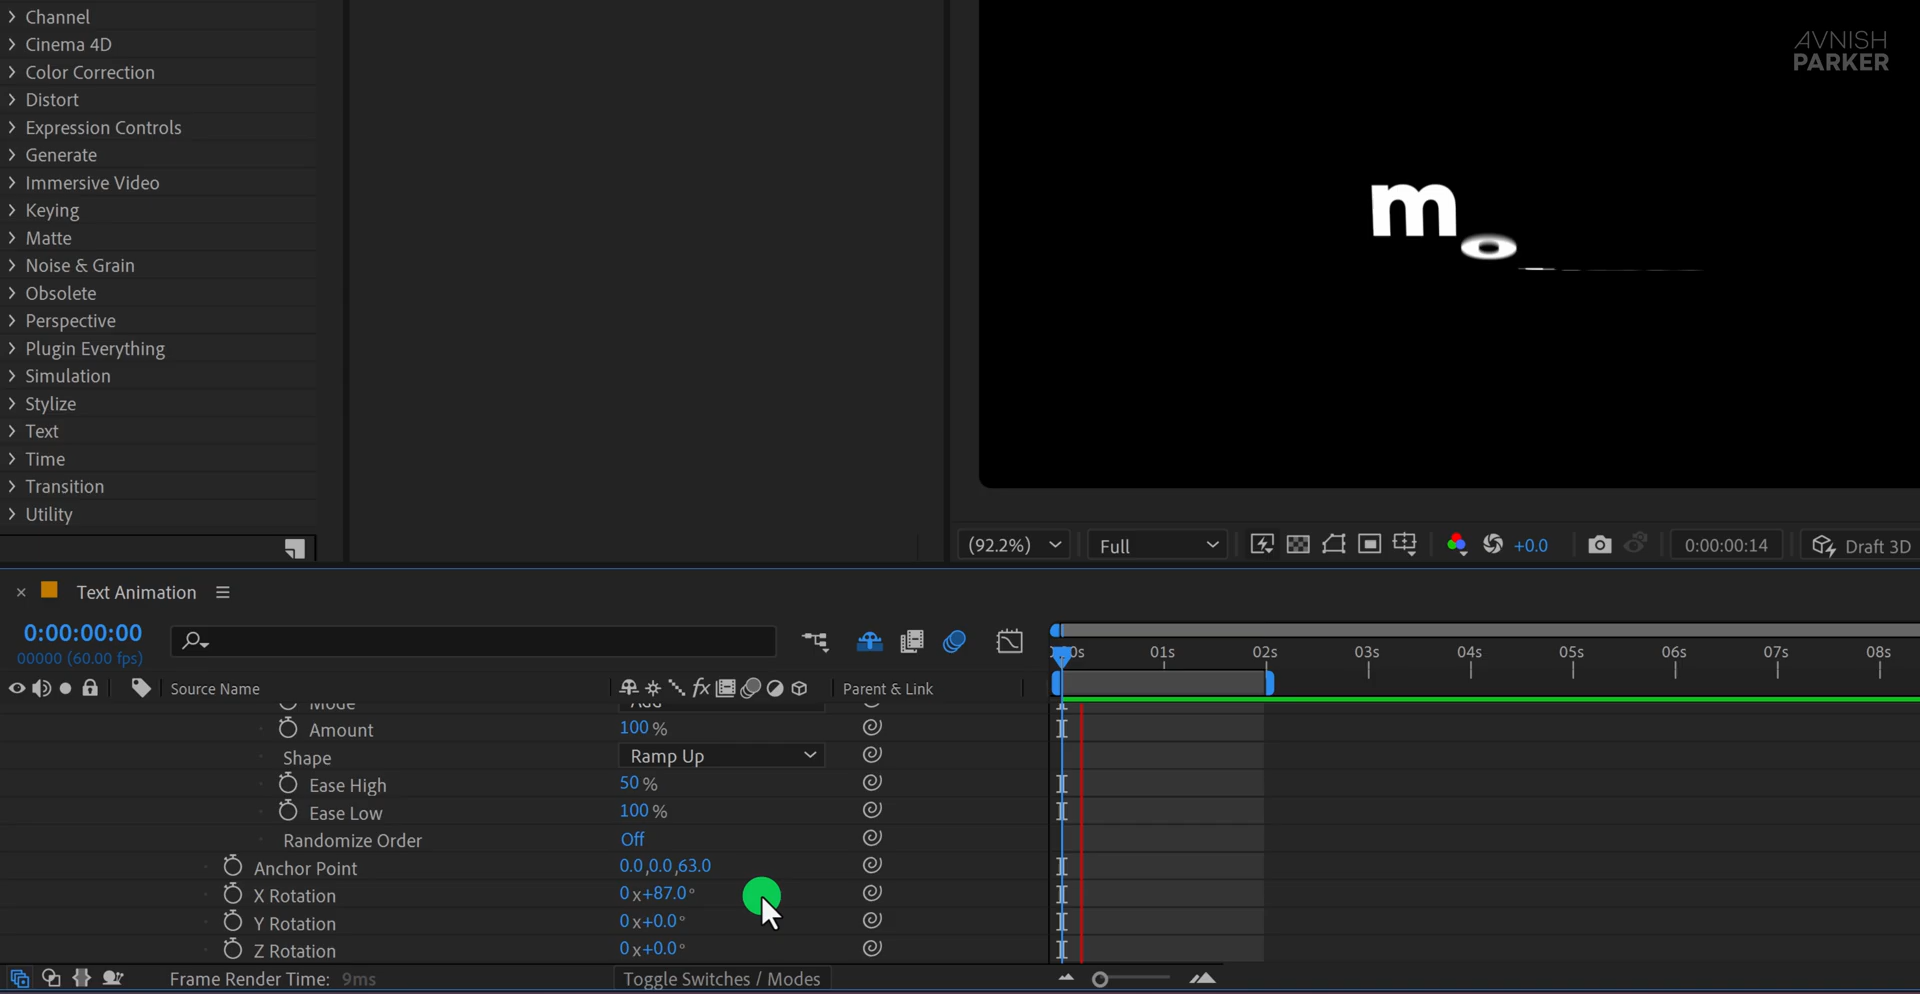 Channel
Cinema 4D
Color Correction
Distort
Expression Controls
Generate
Immersive Video
Keying
Matte
Noise & Grain
Obsolete
Perspective
Plugin Everything
Simulation
Stylize
Text
Time
Transition
Utility
AVNISH
PARKER
mo
(92.2%)
Full
+0.0
0:00:00:14
Draft 3D
Text Animation
0:00:00:00
00000 (60.00 fps)
01s
02s
03s
04s
05s
06s
07s
08s
Source Name
fx
Parent & Link
Mode
Add
Amount
100 %
Shape
Ramp Up
Ease High
50 %
Ease Low
100 %
Randomize Order
Off
Anchor Point
0.0,0.0,63.0
X Rotation
0 x+87.0°
Y Rotation
0 x+0.0°
Z Rotation
0 x+0.0°
Frame Render Time: 9ms
Toggle Switches / Modes